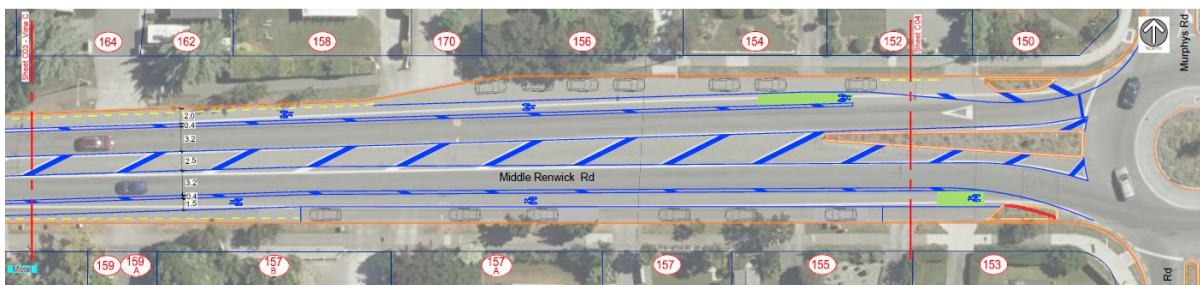 164
162
158
170
156
154
152
150
Sheet C03 - View C
Sheet C04
NORTH
Murphys Rd
2.0
0.4
3.2
2.5
3.2
0.4
1.5
Middle Renwick Rd
Motel
159
159
A
157
B
157
A
157
155
153
Rd